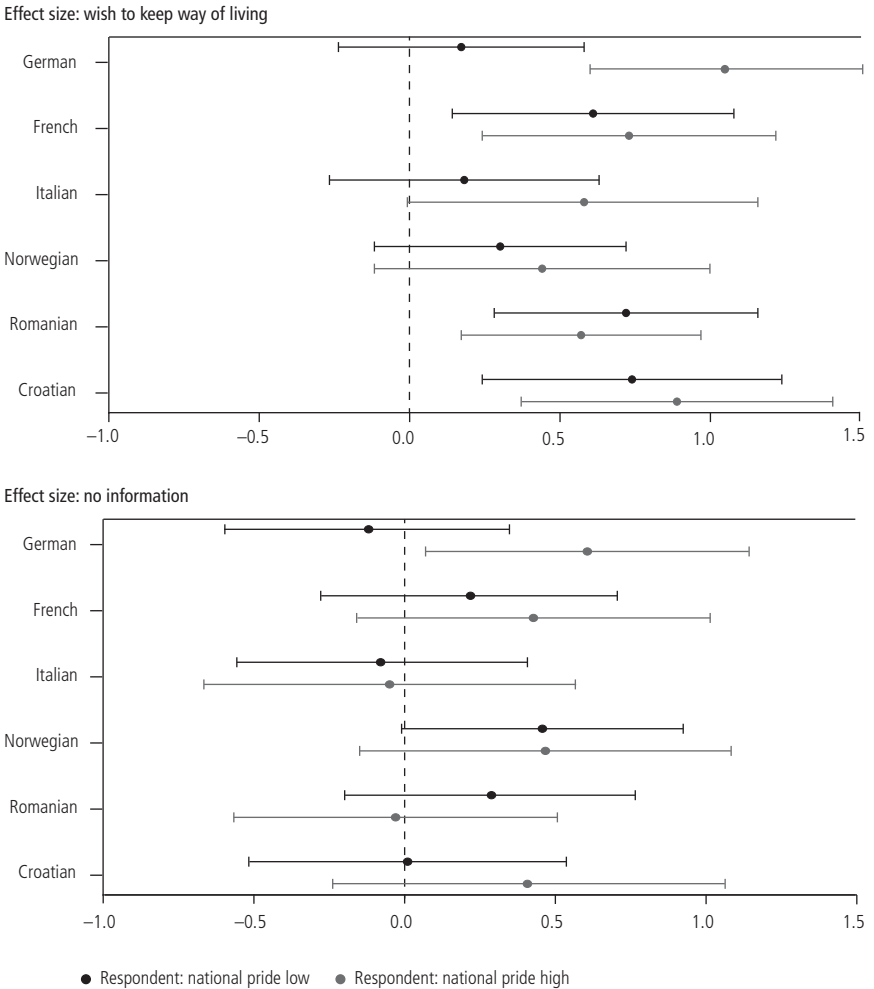 Effect size: wish to keep way of living
German
French
Italian
Norwegian
Romanian
Croatian
−1.0 −0.5 0.0 0.5 1.0 1.5
Effect size: no information
German
French
Italian
Norwegian
Romanian
Croatian
−1.0 −0.5 0.0 0.5 1.0 1.5
Respondent: national pride low Respondent: national pride high